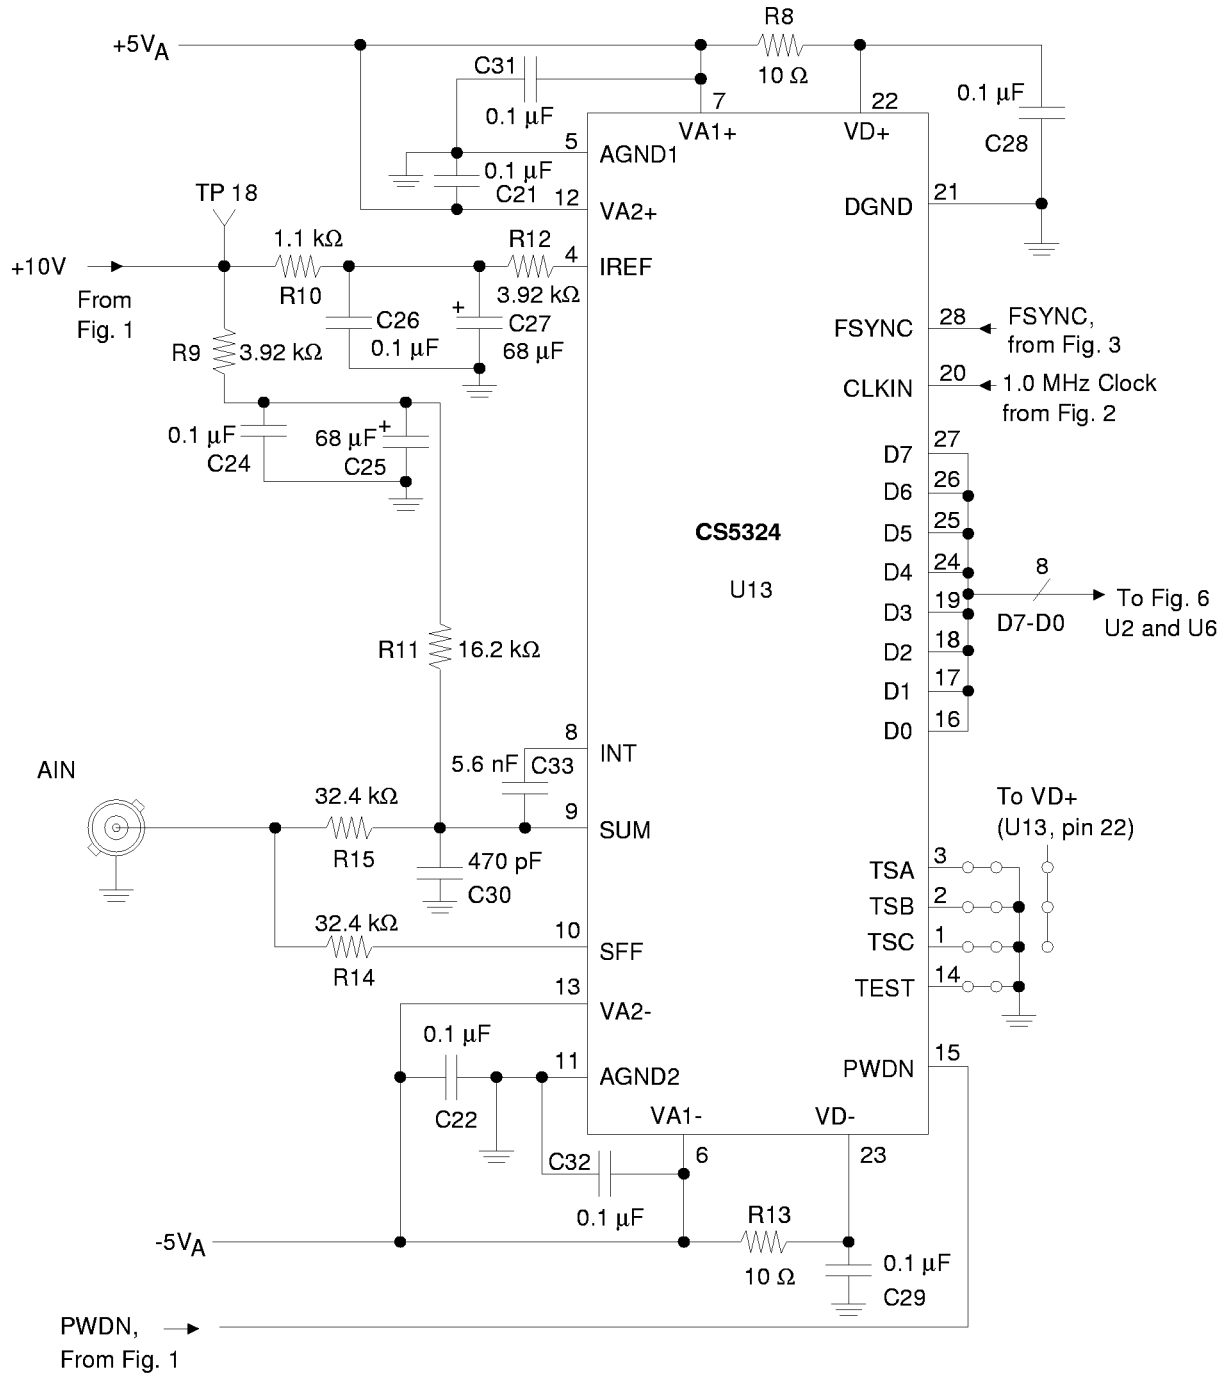 R8
+5VA
10 Ω
C31
0.1 µF
7
22
VA1+
VD+
0.1 µF
C28
5
AGND1
0.1 µF
C21
12
VA2+
21
DGND
TP 18
1.1 kΩ
R10
R12
3.92 kΩ
4
IREF
+10V
From
Fig. 1
C26
0.1 µF
+
C27
68 µF
R9
3.92 kΩ
28
FSYNC
FSYNC,
from Fig. 3
20
CLKIN
1.0 MHz Clock
from Fig. 2
0.1 µF
C24
68 µF
+
C25
D7
27
D6
26
D5
25
D4
24
D3
19
D2
18
D1
17
D0
16
CS5324
U13
8
D7-D0
To Fig. 6
U2 and U6
R11
16.2 kΩ
8
INT
5.6 nF
C33
AIN
32.4 kΩ
R15
9
SUM
470 pF
C30
To VD+
(U13, pin 22)
TSA
3
TSB
2
TSC
1
TEST
14
32.4 kΩ
R14
10
SFF
13
VA2-
0.1 µF
C22
11
AGND2
PWDN
15
VA1-
VD-
6
23
C32
0.1 µF
R13
10 Ω
-5VA
0.1 µF
C29
PWDN,
From Fig. 1